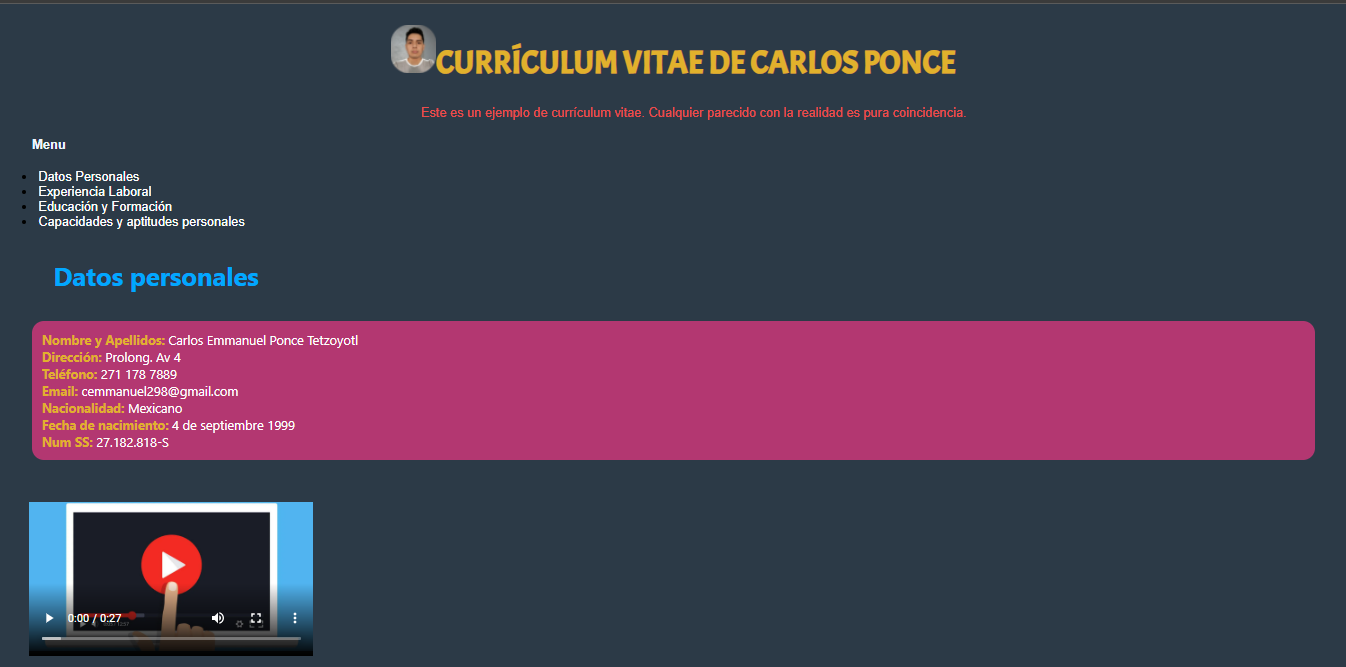 CURRÍCULUM VITAE DE CARLOS PONCE
Este es un ejemplo de currículum vitae. Cualquier parecido con la realidad es pura coincidencia.
Menu
Datos Personales
Experiencia Laboral
Educación y Formación
Capacidades y aptitudes personales
Datos personales
Nombre y Apellidos: Carlos Emmanuel Ponce Tetzoyotl
Dirección: Prolong. Av 4
Teléfono: 271 178 7889
Email: cemmanuel298@gmail.com
Nacionalidad: Mexicano
Fecha de nacimiento: 4 de septiembre 1999
Num SS: 27.182.818-S
0:00 / 0:27